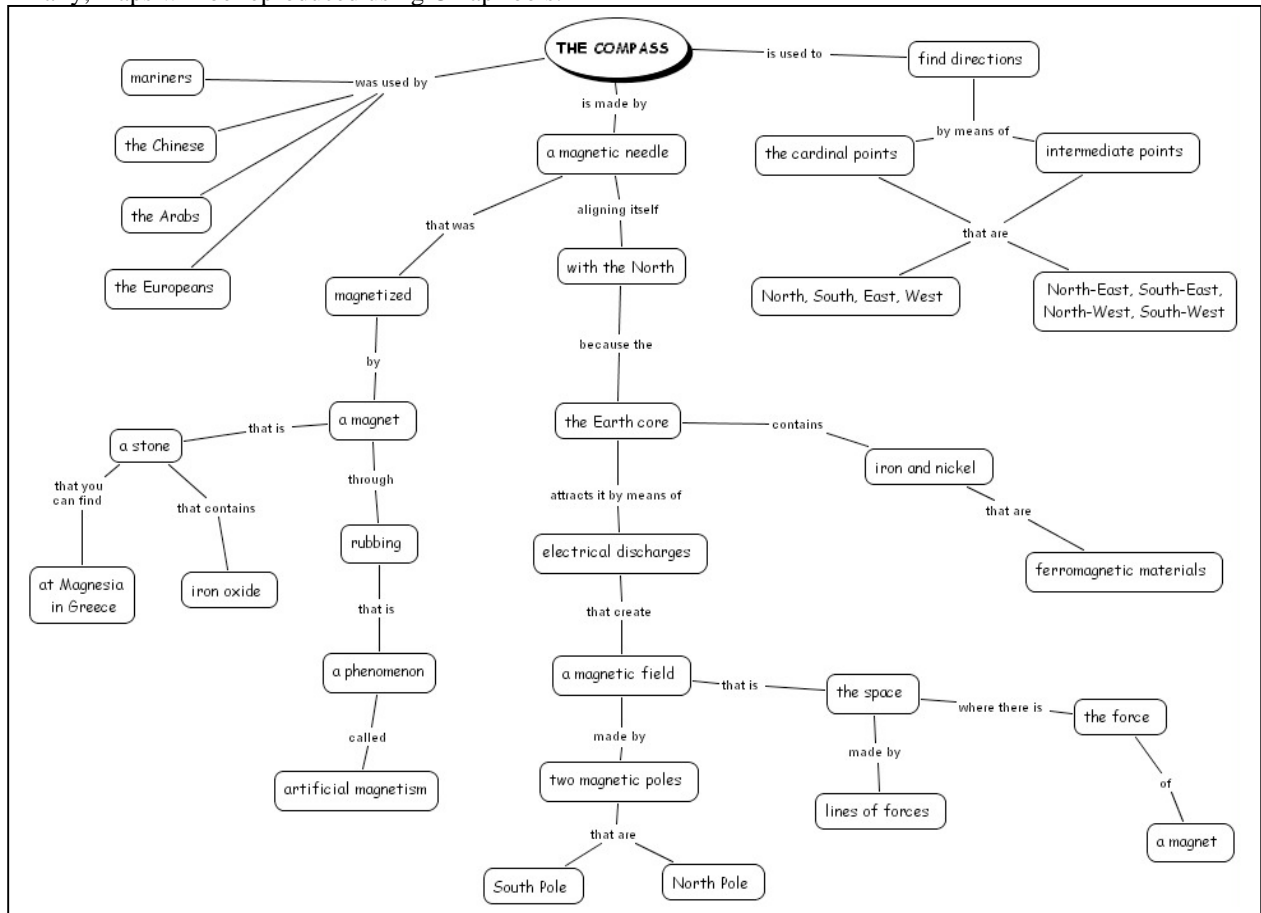 THE COMPASS
is used to
find directions
mariners
was used by
is made by
the Chinese
a magnetic needle
by means of
the cardinal points
intermediate points
the Arabs
that was
aligning itself
that are
the Europeans
magnetized
with the North
North, South, East, West
North-East, South-East,
North-West, South-West
by
because the
a stone
that is
a magnet
the Earth core
contains
iron and nickel
that you
can find
that contains
through
attracts it by means of
that are
at Magnesia
in Greece
iron oxide
rubbing
electrical discharges
ferromagnetic materials
that is
that create
a phenomenon
a magnetic field
that is
the space
where there is
the force
called
made by
made by
of
artificial magnetism
two magnetic poles
lines of forces
a magnet
that are
South Pole
North Pole